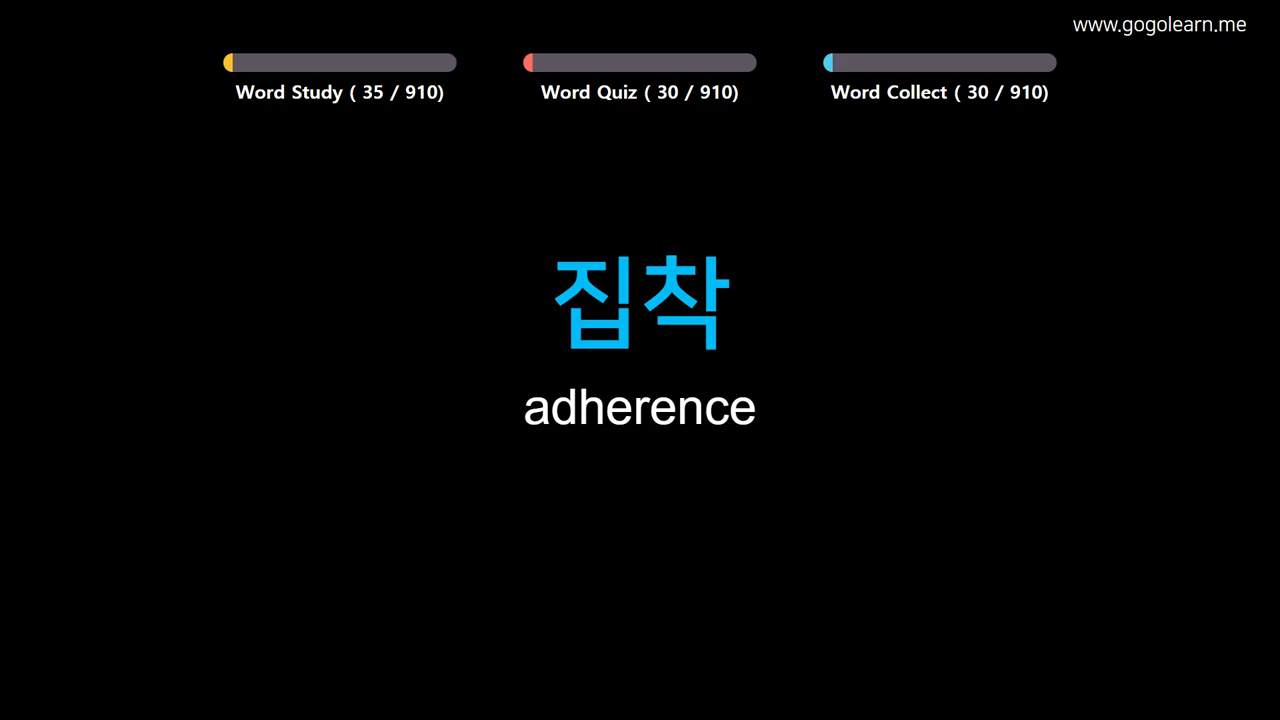 www.gogolearn.me
Word Study ( 35 / 910)
Word Quiz ( 30 / 910)
Word Collect ( 30 / 910)
집착
adherence